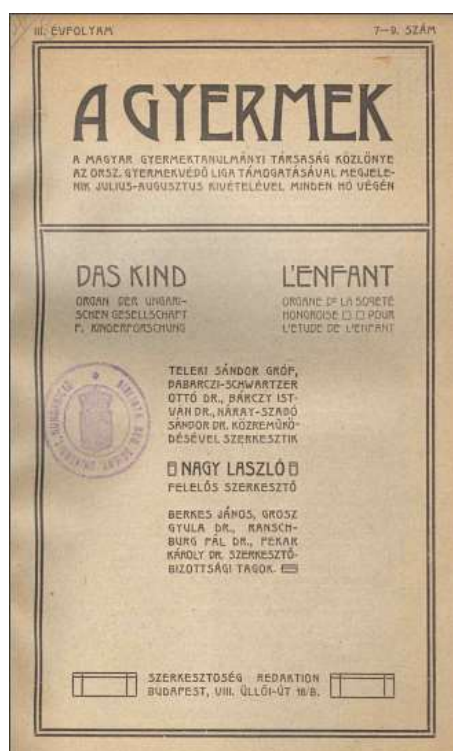 III. ÉVFOLYAM
7—9. SZÁM
A GYERMEK
A MAGYAR GYERMEKTANULMÁNYI TÁRSASÁG KÖZLÖNYE
AZ ORSZ. GYERMEKVÉDŐ LIGA TÁMOGATÁSÁVAL MEGJELE-
NIK JULIUS-AUGUSZTUS KIVÉTELÉVEL MINDEN HÓ VÉGÉN
DAS KIND
ORGAN DER UNGARI-
SCHEN GESELLSCHAFT
F. KINDERFORSCHUNG
L'ENFANT
ORGANE DE LA SOCIÉTÉ
HONGROISE POUR
L'ETUDE DE L'ENFANT
TELEKI SÁNDOR GRÓF,
DABARCZI-SCHWARTZER
OTTÓ DR., BÁRCZY IST-
VÁN DR., NÁRAY-SZABÓ
SÁNDOR DR. KÖZREMŰKÖ-
DÉSÉVEL SZERKESZTIK
NAGY LASZLÓ
FELELŐS SZERKESZTŐ
BERKES JÁNOS, GROSZ
GYULA DR., RANSCH-
BURG PÁL DR., PEKAR
KÁROLY DR. SZERKESZTŐ-
BIZOTTSÁGI TAGOK.
SZERKESZTOSÉG REDAKTION
BUDAPEST, VIII. ÜLLŐI-ÚT 16/B.